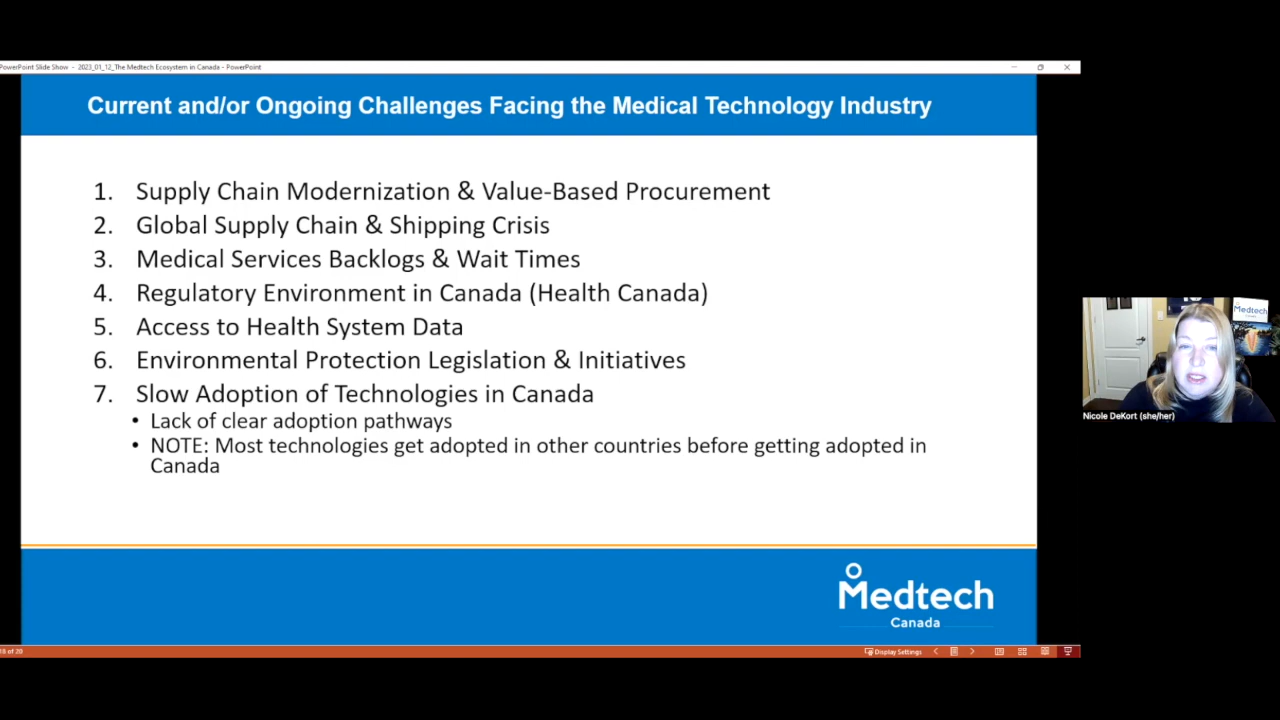 PowerPoint Slide Show - 2023_01_12_The Medtech Ecosystem in Canada - PowerPoint
Current and/or Ongoing Challenges Facing the Medical Technology Industry
1. Supply Chain Modernization & Value-Based Procurement
2. Global Supply Chain & Shipping Crisis
3. Medical Services Backlogs & Wait Times
4. Regulatory Environment in Canada (Health Canada)
5. Access to Health System Data
6. Environmental Protection Legislation & Initiatives
7. Slow Adoption of Technologies in Canada
• Lack of clear adoption pathways
• NOTE: Most technologies get adopted in other countries before getting adopted in
Canada
Medtech
Canada
Medtech
Nicole DeKort (she/her)
of 20
Display Settings